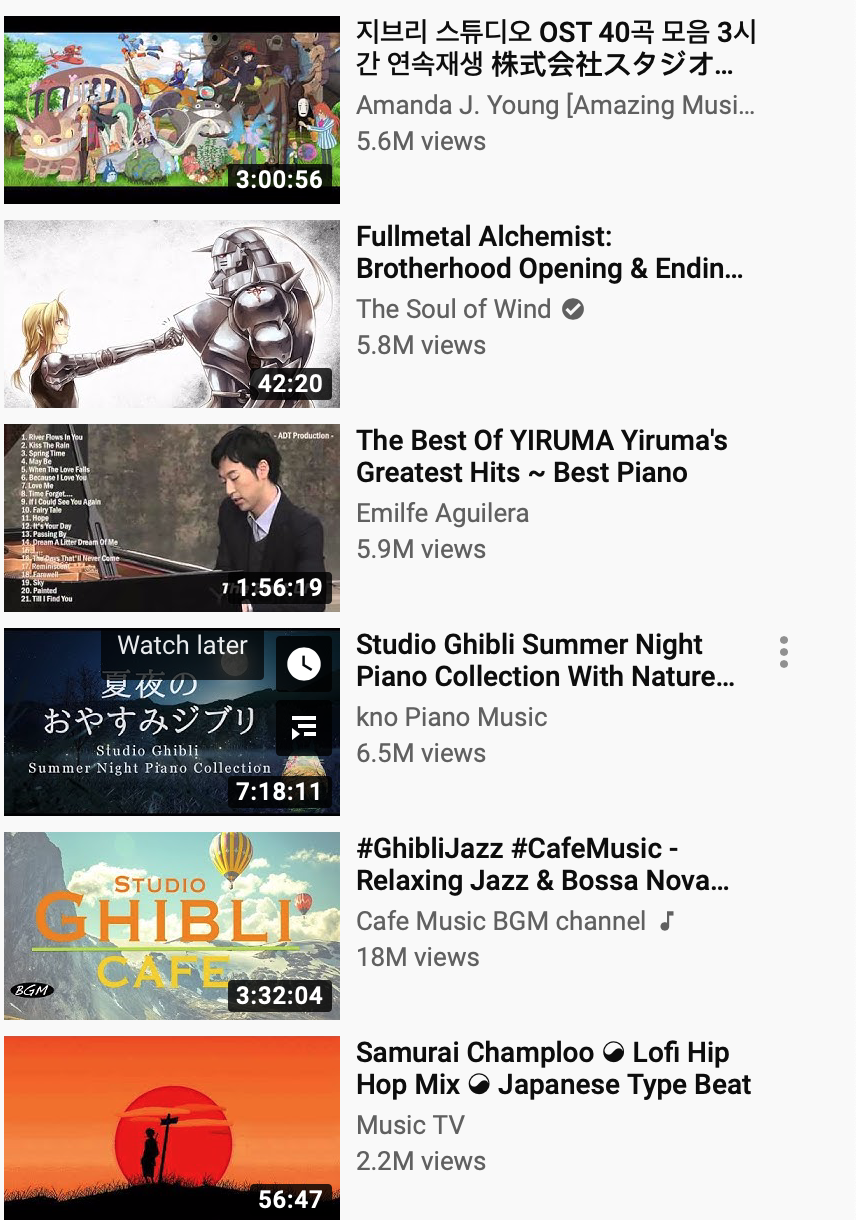 지브리 스튜디오 OST 40곡 모음 3시
간 연속재생 株式会社スタジオ...
Amanda J. Young [Amazing Musi...
5.6M views
3:00:56
Fullmetal Alchemist:
Brotherhood Opening & Endin...
The Soul of Wind
5.8M views
42:20
1. River Flows In You
2. Kiss The Rain
3. Spring Time
4. May Be
5. When The Love Falls
6. Because I Love You
7. Love Me
8. Time Forget....
9. If I Could See You Again
10. Fairy Tale
11. Hope
12. It's Your Day
13. Passing By
14. Dream A Litter Dream Of Me
16. The Days That'll Never Come
17. Reminiscent
18. Farewell
19. Sky
20. Painted
21. Till I Find You
- ADT Production -
1:56:19
The Best Of YIRUMA Yiruma's
Greatest Hits ~ Best Piano
Emilfe Aguilera
5.9M views
Watch later
夏夜の
おやすみジブリ
Studio Ghibli
Summer Night Piano Collection
7:18:11
Studio Ghibli Summer Night
Piano Collection With Nature...
kno Piano Music
6.5M views
STUDIO
GHIBLI
CAFE
BGM
3:32:04
#GhibliJazz #CafeMusic -
Relaxing Jazz & Bossa Nova...
Cafe Music BGM channel
18M views
56:47
Samurai Champloo Lofi Hip
Hop Mix Japanese Type Beat
Music TV
2.2M views